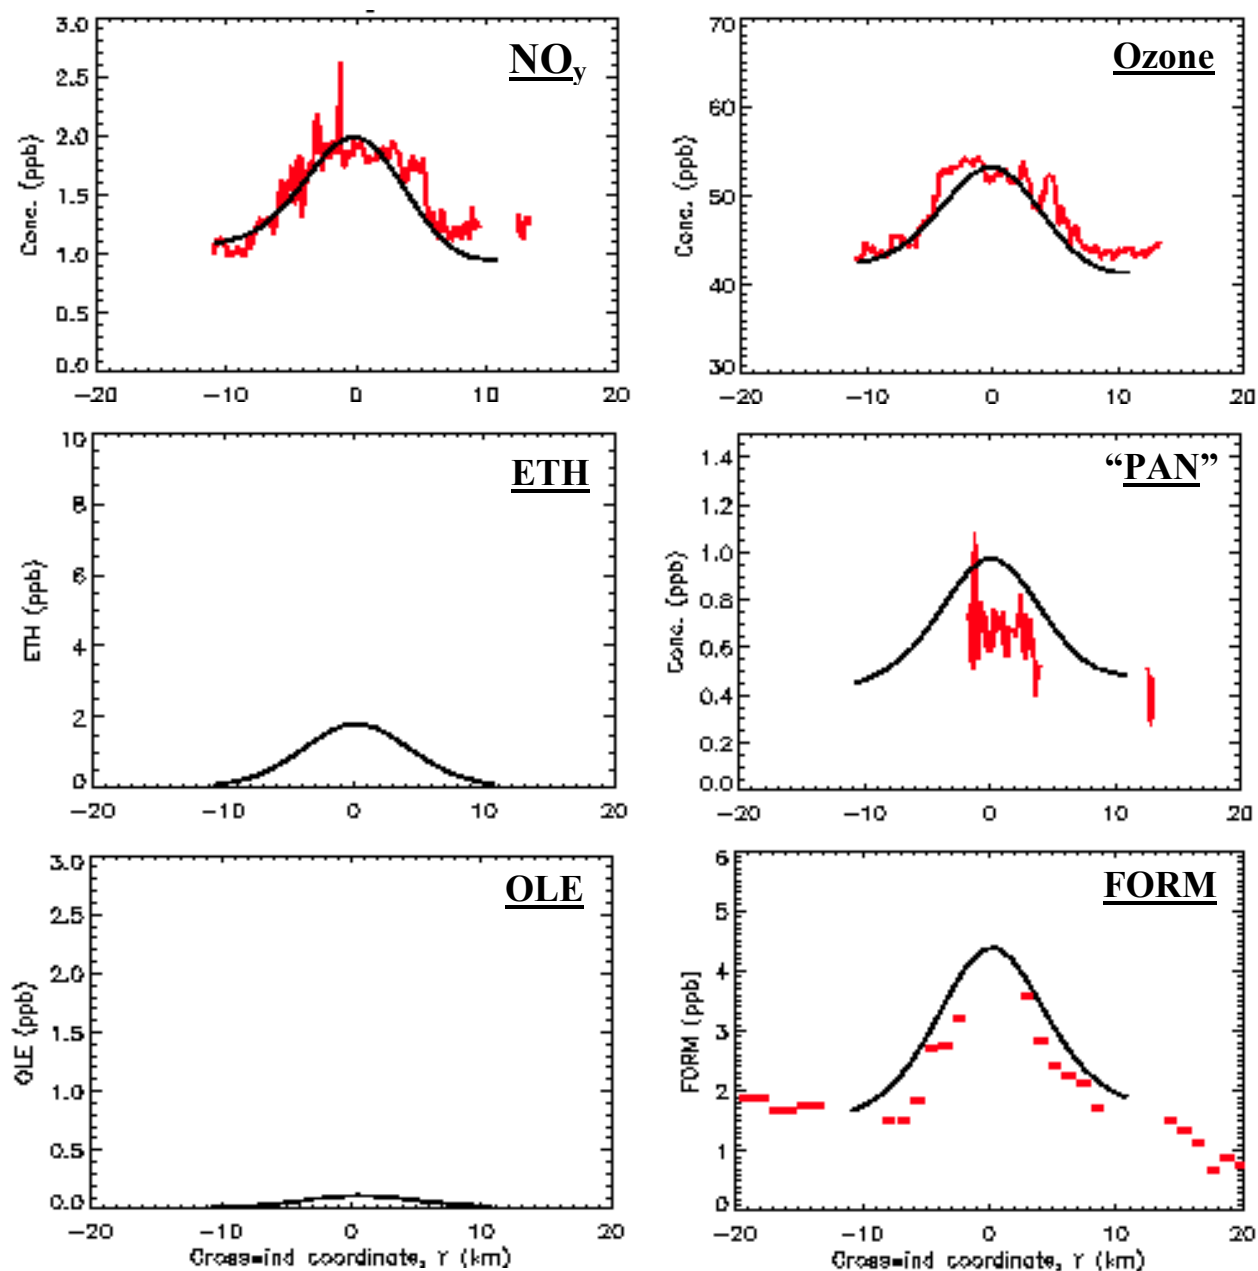 NOy
Conc. (ppb)
3.0
2.5
2.0
1.5
1.0
0.5
0.0
-20 -10 0 10 20
Ozone
Conc. (ppb)
70
60
50
40
30
-20 -10 0 10 20
ETH
ETH (ppb)
10
8
6
4
2
0
-20 -10 0 10 20
“PAN”
Conc. (ppb)
1.4
1.2
1.0
0.8
0.6
0.4
0.2
0.0
-20 -10 0 10 20
OLE
OLE (ppb)
3.0
2.5
2.0
1.5
1.0
0.5
0.0
-20 -10 0 10 20
Crosswind coordinate, Y (km)
FORM
FORM (ppb]
6
5
4
3
2
1
0
-20 -10 0 10 20
Crosswind coordinate, Y (km)